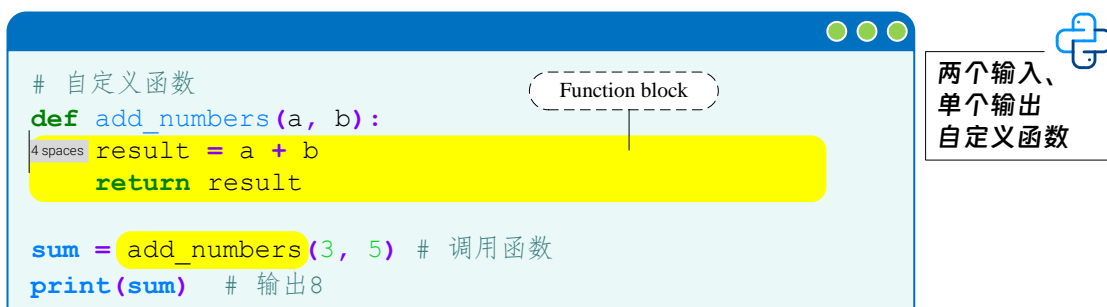 # 自定义函数
Function block
def add_numbers(a, b):
4 spaces result = a + b
return result
sum = add_numbers(3, 5) # 调用函数
print(sum) # 输出8
两个输入、
单个输出
自定义函数